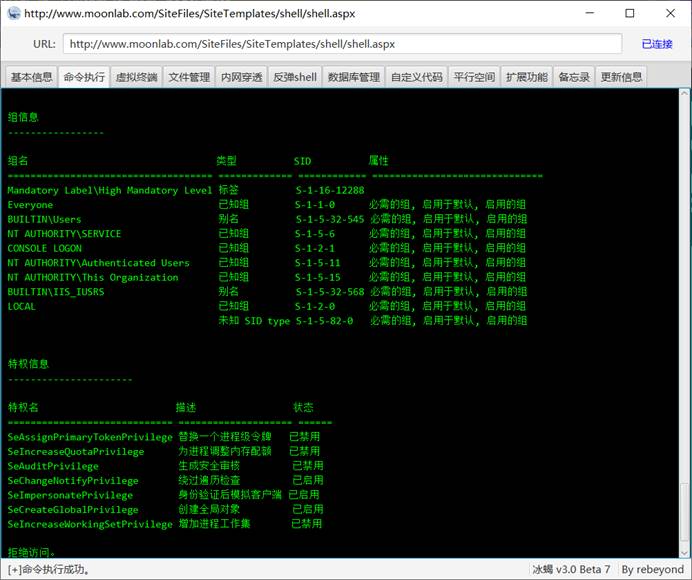 http://www.moonlab.com/SiteFiles/SiteTemplates/shell/shell.aspx
URL: http://www.moonlab.com/SiteFiles/SiteTemplates/shell/shell.aspx 已连接
基本信息 命令执行 虚拟终端 文件管理 内网穿透 反弹shell 数据库管理 自定义代码 平行空间 扩展功能 备忘录 更新信息
组信息
-----------------
组名 类型 SID 属性
==================================== ============= ============ ==============================
Mandatory Label\High Mandatory Level 标签 S-1-16-12288
Everyone 已知组 S-1-1-0 必需的组, 启用于默认, 启用的组
BUILTIN\Users 别名 S-1-5-32-545 必需的组, 启用于默认, 启用的组
NT AUTHORITY\SERVICE 已知组 S-1-5-6 必需的组, 启用于默认, 启用的组
CONSOLE LOGON 已知组 S-1-2-1 必需的组, 启用于默认, 启用的组
NT AUTHORITY\Authenticated Users 已知组 S-1-5-11 必需的组, 启用于默认, 启用的组
NT AUTHORITY\This Organization 已知组 S-1-5-15 必需的组, 启用于默认, 启用的组
BUILTIN\IIS_IUSRS 别名 S-1-5-32-568 必需的组, 启用于默认, 启用的组
LOCAL 已知组 S-1-2-0 必需的组, 启用于默认, 启用的组
未知 SID type S-1-5-82-0 必需的组, 启用于默认, 启用的组
特权信息
----------------------
特权名 描述 状态
============================= ==================== ======
SeAssignPrimaryTokenPrivilege 替换一个进程级令牌 已禁用
SeIncreaseQuotaPrivilege 为进程调整内存配额 已禁用
SeAuditPrivilege 生成安全审核 已禁用
SeChangeNotifyPrivilege 绕过遍历检查 已启用
SeImpersonatePrivilege 身份验证后模拟客户端 已启用
SeCreateGlobalPrivilege 创建全局对象 已启用
SeIncreaseWorkingSetPrivilege 增加进程工作集 已禁用
拒绝访问。
[+]命令执行成功。 冰蝎 v3.0 Beta 7 By rebeyond